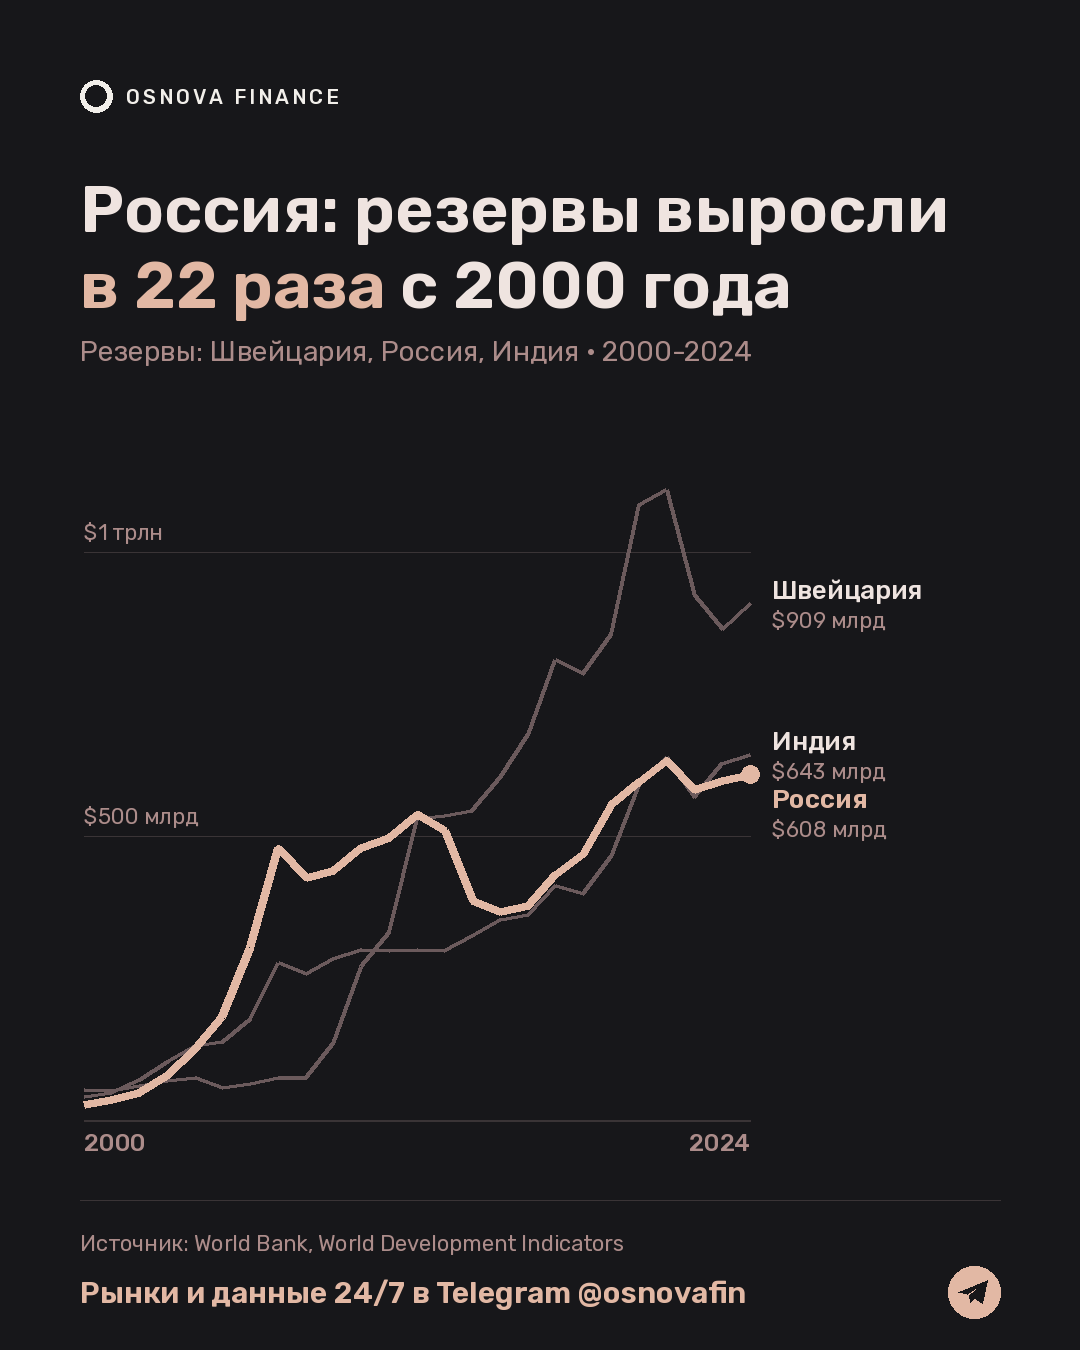 OSNOVA FINANCE
Россия: резервы выросли
в 22 раза с 2000 года
Резервы: Швейцария, Россия, Индия • 2000–2024
$1 трлн
Швейцария
$909 млрд
Индия
$643 млрд
Россия
$608 млрд
$500 млрд
2000
2024
Источник: World Bank, World Development Indicators
Рынки и данные 24/7 в Telegram @osnovafin